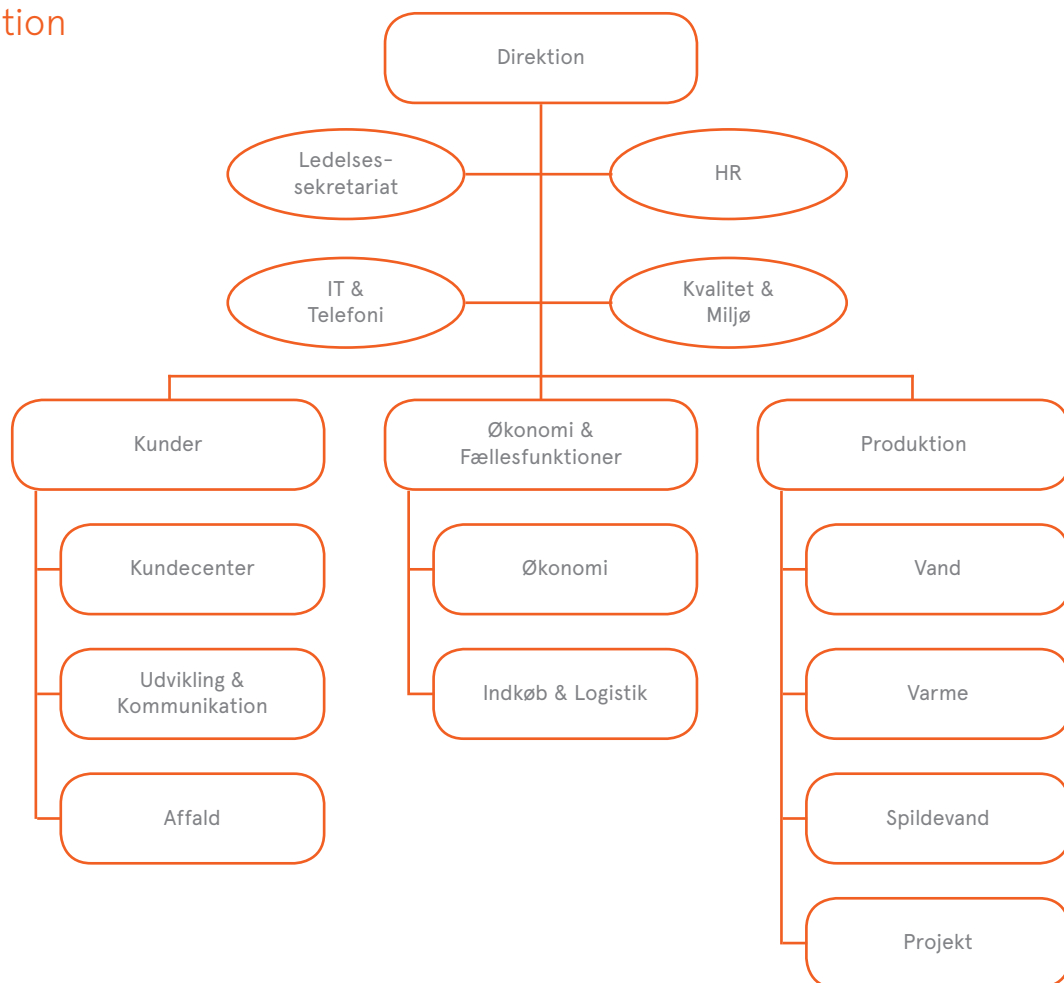 tion
Direktion
Ledelses-
sekretariat
HR
IT &
Telefoni
Kvalitet &
Miljø
Kunder
Økonomi &
Fællesfunktioner
Produktion
Kundecenter
Økonomi
Vand
Udvikling &
Kommunikation
Indkøb & Logistik
Varme
Affald
Spildevand
Projekt